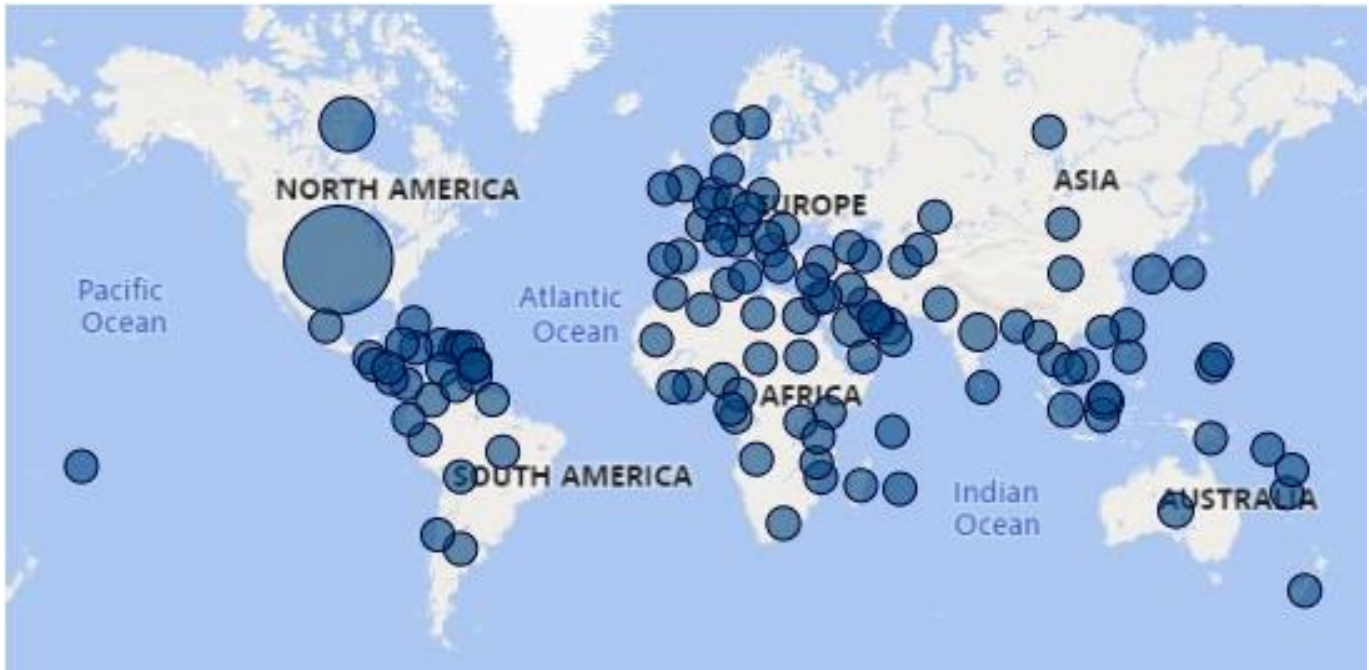 NORTH AMERICA
ASIA
EUROPE
Pacific
Ocean
Atlantic
Ocean
AFRICA
SOUTH AMERICA
Indian
Ocean
AUSTRALIA